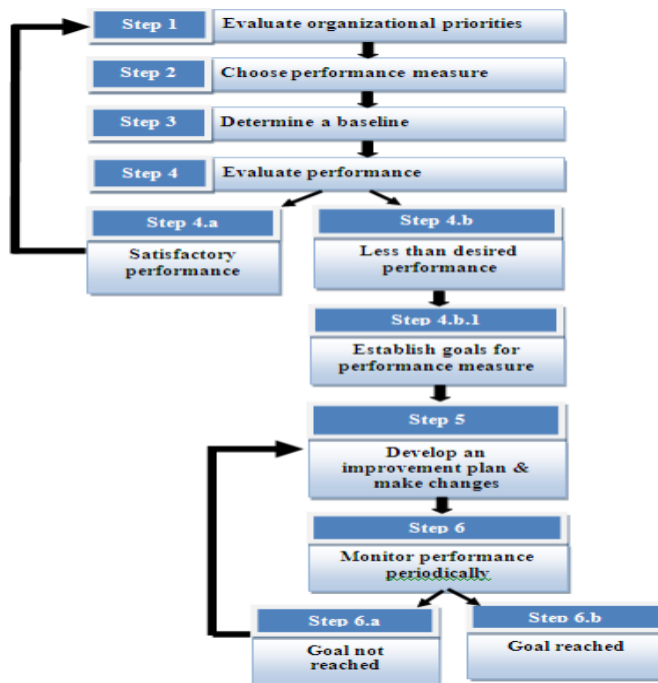 Step 1 Evaluate organizational priorities
Step 2 Choose performance measure
Step 3 Determine a baseline
Step 4 Evaluate performance
Step 4.a
Satisfactory
performance
Step 4.b
Less than desired
performance
Step 4.b.1
Establish goals for
performance measure
Step 5
Develop an
improvement plan &
make changes
Step 6
Monitor performance
periodically
Step 6.a
Goal not
reached
Step 6.b
Goal reached